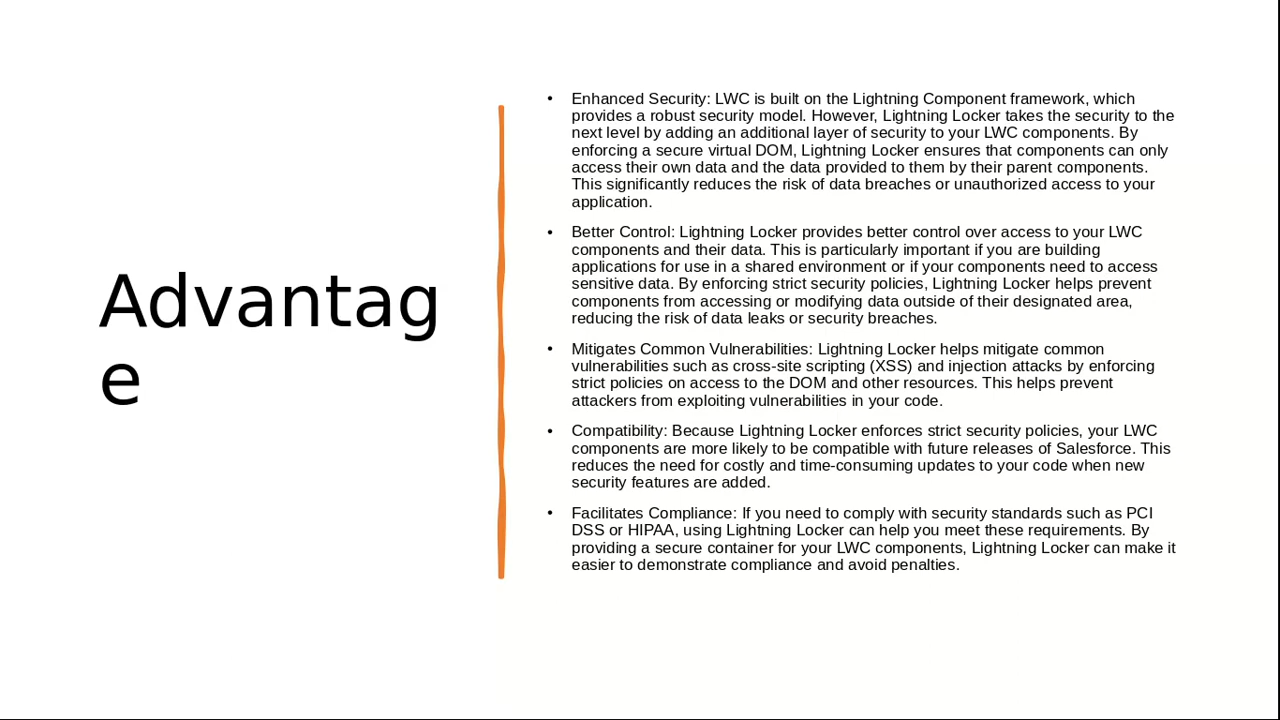 Advantag
e
• Enhanced Security: LWC is built on the Lightning Component framework, which
provides a robust security model. However, Lightning Locker takes the security to the
next level by adding an additional layer of security to your LWC components. By
enforcing a secure virtual DOM, Lightning Locker ensures that components can only
access their own data and the data provided to them by their parent components.
This significantly reduces the risk of data breaches or unauthorized access to your
application.
• Better Control: Lightning Locker provides better control over access to your LWC
components and their data. This is particularly important if you are building
applications for use in a shared environment or if your components need to access
sensitive data. By enforcing strict security policies, Lightning Locker helps prevent
components from accessing or modifying data outside of their designated area,
reducing the risk of data leaks or security breaches.
• Mitigates Common Vulnerabilities: Lightning Locker helps mitigate common
vulnerabilities such as cross-site scripting (XSS) and injection attacks by enforcing
strict policies on access to the DOM and other resources. This helps prevent
attackers from exploiting vulnerabilities in your code.
• Compatibility: Because Lightning Locker enforces strict security policies, your LWC
components are more likely to be compatible with future releases of Salesforce. This
reduces the need for costly and time-consuming updates to your code when new
security features are added.
• Facilitates Compliance: If you need to comply with security standards such as PCI
DSS or HIPAA, using Lightning Locker can help you meet these requirements. By
providing a secure container for your LWC components, Lightning Locker can make it
easier to demonstrate compliance and avoid penalties.